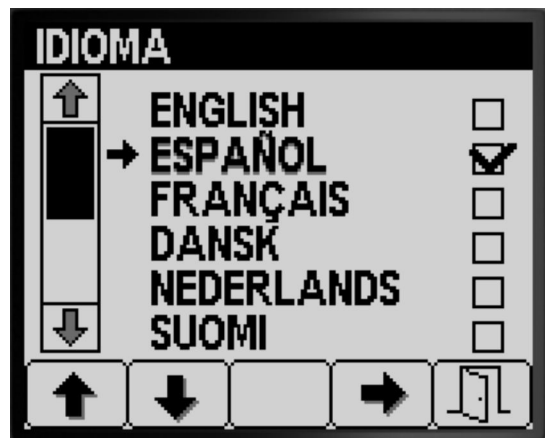 IDIOMA
ENGLISH
ESPAÑOL
FRANÇAIS
DANSK
NEDERLANDS
SUOMI